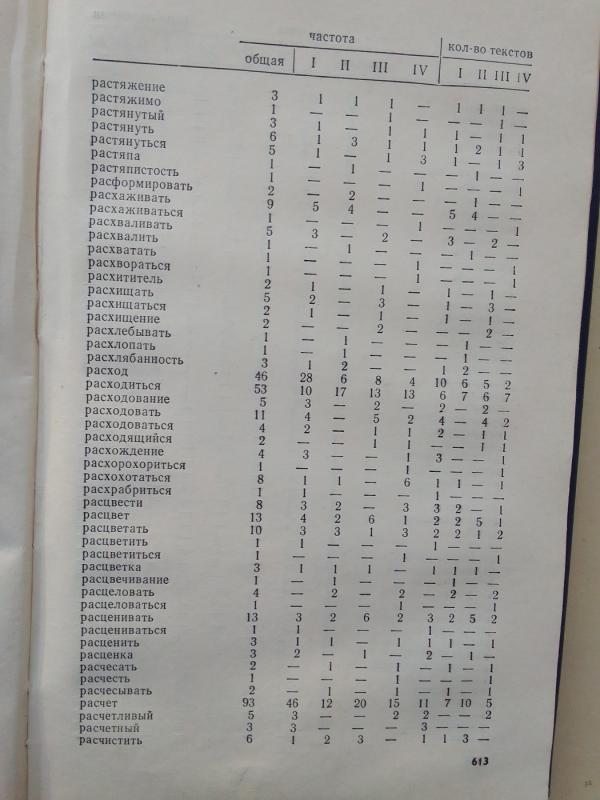 частота кол-во текстов
общая I II III IV I II III IV
растяжение 3 1 1 1 — 1 1 1 —
растяжимо 1 — — 1 — — — 1 —
растянутый 3 1 — 1 1 1 — 1 1
растянуть 6 1 3 1 1 1 2 1 1
растянуться 5 1 — 1 3 1 — 1 3
растяпа 1 — 1 — — — 1 — —
растяпистость 1 — — — 1 — — — 1
расформировать 2 — 2 — — — 1 — —
расхаживать 9 5 4 — — 5 4 — —
расхаживаться 1 — — — 1 — — — 1
расхваливать 5 3 — 2 — 3 — 2 —
расхвалить 1 — 1 — — — 1 — —
расхватать 1 — — — 1 — — — 1
расхвораться 1 — — — 1 — — — 1
расхититель 2 1 — 1 — 1 — 1 —
расхищать 5 2 — 3 — 1 — 3 —
расхищаться 2 1 — 1 — 1 — 1 —
расхищение 2 — — 2 — — — 2 —
расхлебывать 1 — 1 — — — 1 — —
расхлопать 1 — 1 — — — 1 — —
расхлябанность 3 1 2 — — 1 2 — —
расход 46 28 6 8 4 10 6 5 2
расходиться 53 10 17 13 13 6 7 6 7
расходование 5 3 — 2 — 2 — 2 —
расходовать 11 4 — 5 2 4 — 4 2
расходоваться 4 2 — 1 1 2 — 1 1
расходящийся 2 — — 1 1 — — 1 1
расхождение 4 3 — — 1 3 — — 1
расхорохориться 1 — — — 1 — — — 1
расхохотаться 8 1 1 — 6 1 1 — 1
расхрабриться 1 1 — — — 1 — — —
расцвести 8 3 2 — 3 3 2 — 1
расцвет 13 4 2 6 1 2 2 5 1
расцветать 10 3 3 1 3 2 2 1 2
расцветить 1 1 — — — 1 — — —
расцветиться 1 — — — 1 — — — 1
расцветка 3 1 1 1 — 1 1 1 —
расцвечивание 1 — 1 — — — 1 — —
расцеловать 4 — 2 — 2 — 2 — 2
расцеловаться 1 — — — 1 — — — 1
расценивать 13 3 2 6 2 3 2 5 2
расцениваться 1 1 — — — 1 — — —
расценить 3 1 1 — 1 1 1 — 1
расценка 3 2 — 1 — 2 — 1 —
расчесать 2 — 1 — 1 — 1 — 1
расчесть 1 — — — 1 — — — 1
расчесывать 2 — 1 — 1 — 1 — 1
расчет 93 46 12 20 15 11 7 10 5
расчетливый 5 3 — — 2 2 — — 2
расчетный 3 3 — — — 3 — — —
расчистить 6 1 2 3 — 1 1 3 —
613